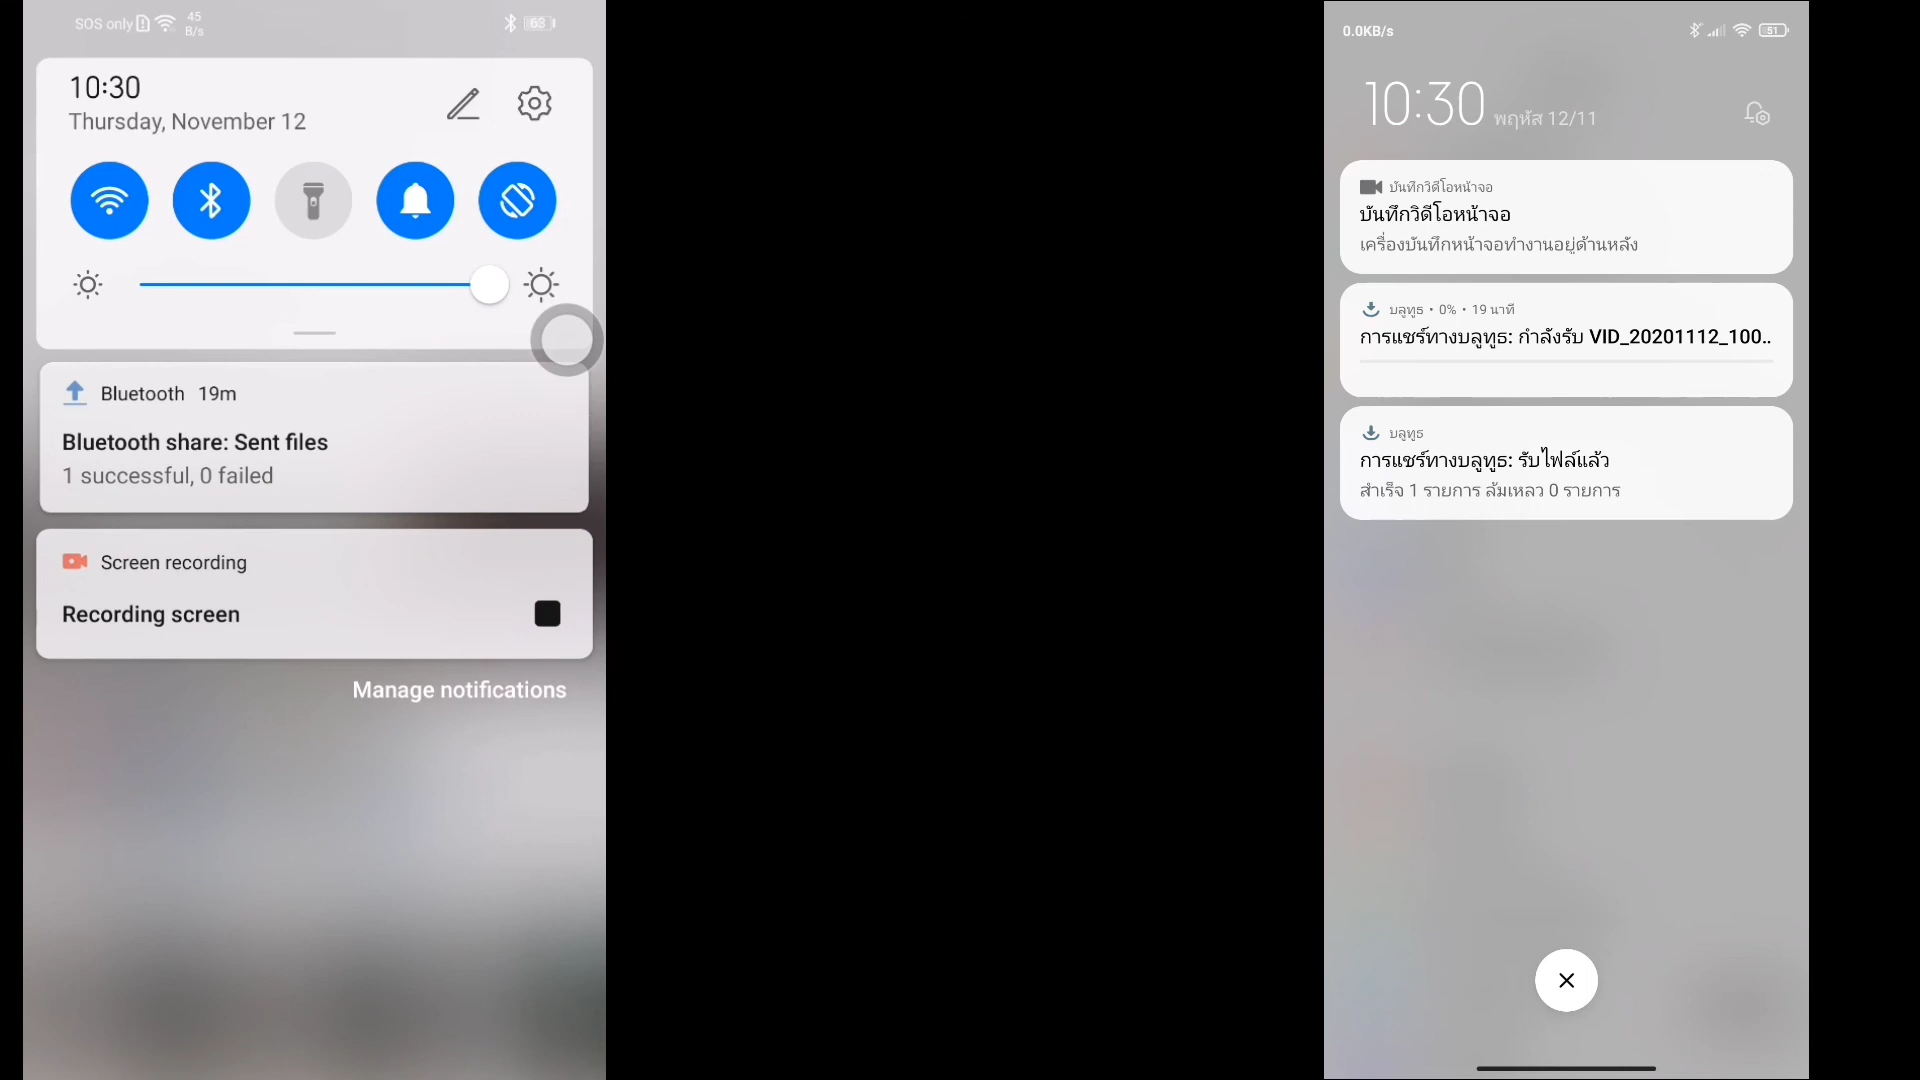 SOS only
45
B/s
63
10:30
Thursday, November 12
Bluetooth 19m
Bluetooth share: Sent files
1 successful, 0 failed
Screen recording
Recording screen
Manage notifications
0.0KB/s
51
10:30 พฤหัส 12/11
บันทึกวิดีโอหน้าจอ
บันทึกวิดีโอหน้าจอ
เครื่องบันทึกหน้าจอทำงานอยู่ด้านหลัง
บลูทูธ • 0% • 19 นาที
การแชร์ทางบลูทูธ: กำลังรับ VID_20201112_100..
บลูทูธ
การแชร์ทางบลูทูธ: รับไฟล์แล้ว
สำเร็จ 1 รายการ ล้มเหลว 0 รายการ